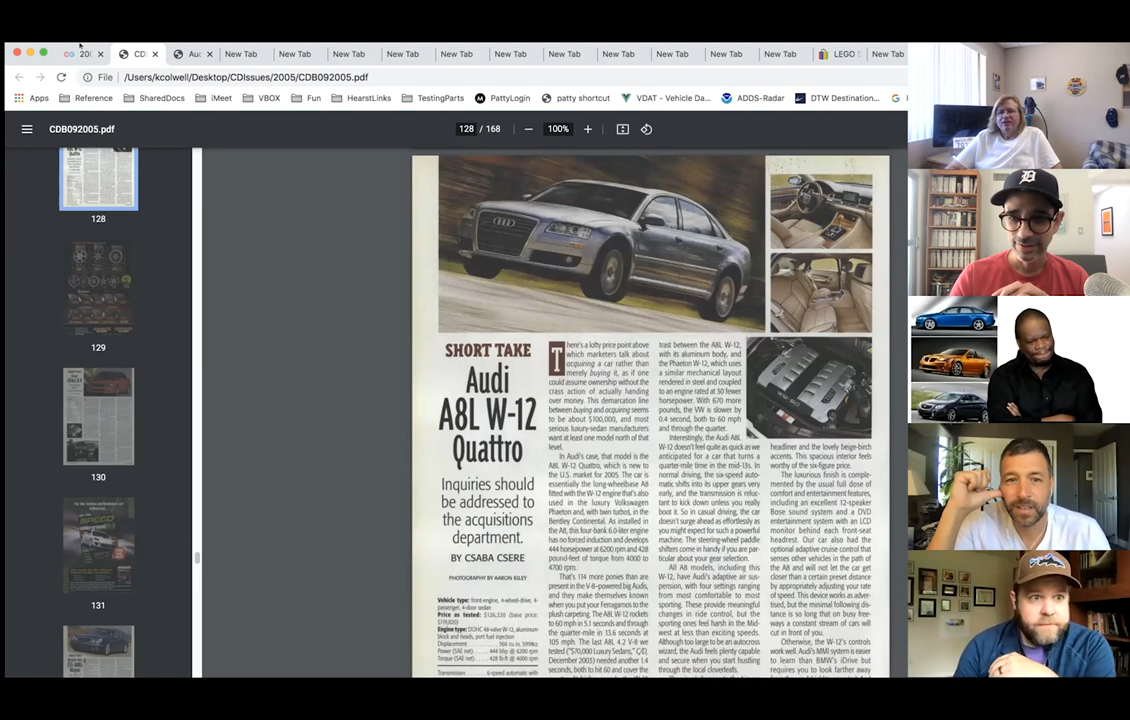 200
CDI
Auc
New Tab
New Tab
New Tab
New Tab
New Tab
New Tab
New Tab
New Tab
New Tab
New Tab
New Tab
LEGO
New Tab
File
/Users/kcolwell/Desktop/CDIssues/2005/CDB092005.pdf
Apps
Reference
SharedDocs
iMeet
VBOX
Fun
HearstLinks
TestingParts
PattyLogin
patty shortcut
VDAT - Vehicle Da...
ADDS-Radar
DTW Destination...
CDB092005.pdf
128 / 168
100%
128
129
130
131
SHORT TAKE
Audi
A8L W-12
Quattro
Inquiries should
be addressed to
the acquisitions
department.
BY CSABA CSERE
PHOTOGRAPHY BY AARON KILEY
Vehicle type: front-engine, 4-wheel-drive, 4-
passenger, 4-door sedan
Price as tested: $126,320 (base price:
$119,820)
Engine type: DOHC 48-valve W-12, aluminum
block and heads, port fuel injection
Displacement 366 cu in, 5998cc
Power (SAE net) 444 bhp @ 6200 rpm
Torque (SAE net) 428 lb-ft @ 4000 rpm
Transmission 6-speed automatic with
There's a lofty price point above
which marketers talk about
acquiring a car rather than
merely buying it, as if one
could assume ownership without the
crass action of actually handing
over money. This demarcation line
between buying and acquiring seems
to be about $100,000, and most
serious luxury-sedan manufacturers
want at least one model north of that
level.
In Audi's case, that model is the
A8L W-12 Quattro, which is new to
the U.S. market for 2005. The car is
essentially the long-wheelbase A8
fitted with the W-12 engine that's also
used in the luxury Volkswagen
Phaeton and, with twin turbos, in the
Bentley Continental. As installed in
the A8, this four-bank 6.0-liter engine
has no forced induction and develops
444 horsepower at 6200 rpm and 428
pound-feet of torque from 4000 to
4700 rpm.
That's 114 more ponies than are
present in the V-8–powered big Audis,
and they make themselves known
when you put your Ferragamos to the
plush carpeting. The A8L W-12 rockets
to 60 mph in 5.1 seconds and through
the quarter-mile in 13.6 seconds at
105 mph. The last A8L 4.2 V-8 we
tested ("$70,000 Luxury Sedans," C/D,
December 2003) needed another 1.4
seconds, both to hit 60 and cover the
trast between the A8L W-12,
with its aluminum body, and
the Phaeton W-12, which uses
a similar mechanical layout
rendered in steel and coupled
to an engine rated at 30 fewer
horsepower. With 670 more
pounds, the VW is slower by
0.4 second, both to 60 mph
and through the quarter.
Interestingly, the Audi A8L
W-12 doesn't feel quite as quick as we
anticipated for a car that turns a
quarter-mile time in the mid-13s. In
normal driving, the six-speed auto-
matic shifts into its upper gears very
early, and the transmission is reluc-
tant to kick down unless you really
boot it. So in casual driving, the car
doesn't surge ahead as effortlessly as
you might expect for such a powerful
machine. The steering-wheel paddle
shifters come in handy if you are par-
ticular about your gear selection.
All A8 models, including this
W-12, have Audi's adaptive air sus-
pension, with four settings ranging
from most comfortable to most
sporting. These provide meaningful
changes in ride control, but the
sporting ones feel harsh in the Mid-
west at less than exciting speeds.
Although too large to be an autocross
wizard, the Audi feels plenty capable
and secure when you start hustling
through the local cloverleafs.
headliner and the lovely beige-birch
accents. This spacious interior feels
worthy of the six-figure price.
The luxurious finish is comple-
mented by the usual full dose of
comfort and entertainment features,
including an excellent 12-speaker
Bose sound system and a DVD
entertainment system with an LCD
monitor behind each front-seat
headrest. Our car also had the
optional adaptive cruise control that
senses other vehicles in the path of
the A8 and will not let the car get
closer than a certain preset distance
by appropriately adjusting your rate
of speed. This device works as adver-
tised, but the minimal following dis-
tance is so long that on busy free-
ways a constant stream of cars will
cut in front of you.
Otherwise, the W-12's controls
work well. Audi's MMI system is easier
to learn than BMW's iDrive but
requires you to look farther away